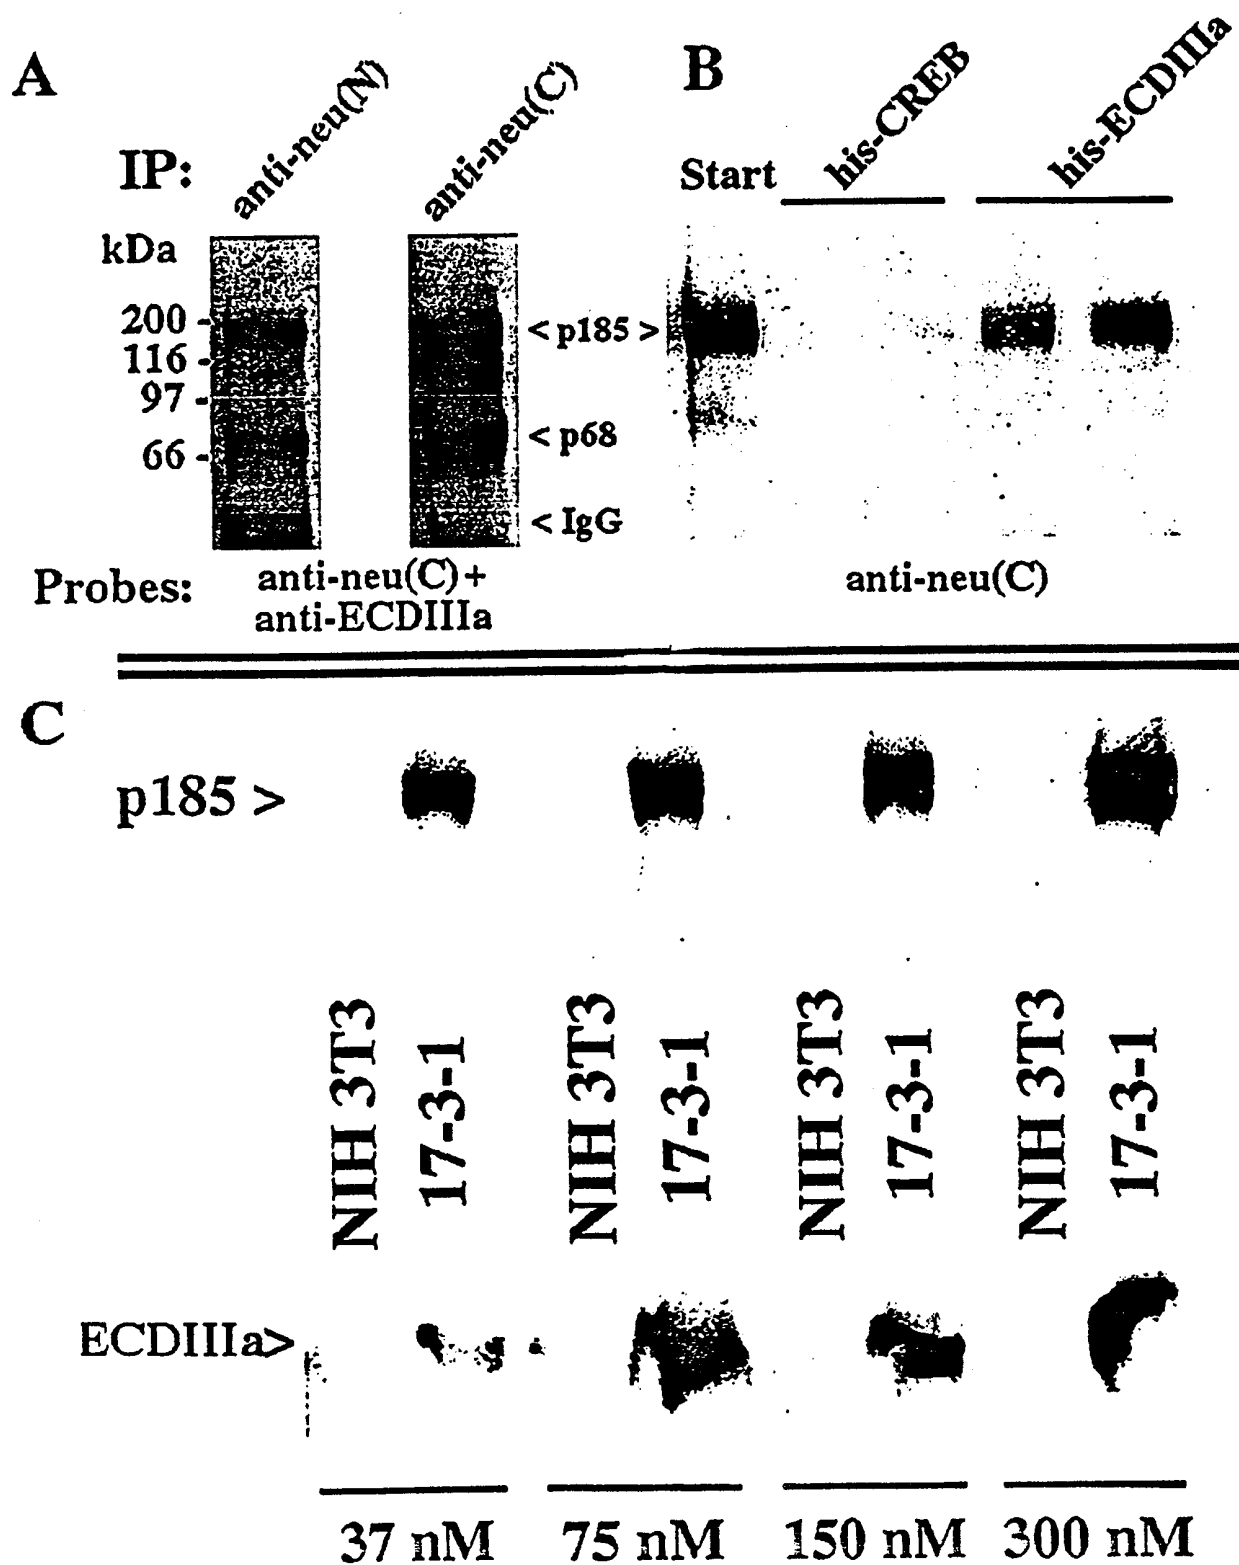 A
IP:
anti-neu(N)
anti-neu(C)
kDa
200 -
116 -
97 -
66 -
< p185 >
< p68
< IgG
Probes:
anti-neu(C)+
anti-ECDIIIa
B
Start
his-CREB
his-ECDIIIa
anti-neu(C)
C
p185 >
NIH 3T3
17-3-1
NIH 3T3
17-3-1
NIH 3T3
17-3-1
NIH 3T3
17-3-1
ECDIIIa>
37 nM
75 nM
150 nM
300 nM